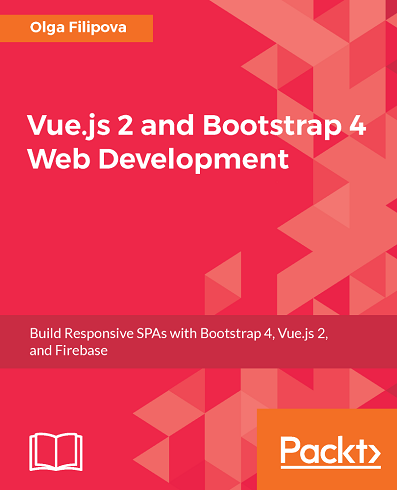 Olga Filipova
Vue.js 2 and Bootstrap 4
Web Development
Build Responsive SPAs with Bootstrap 4, Vue.js 2,
and Firebase
Packt>